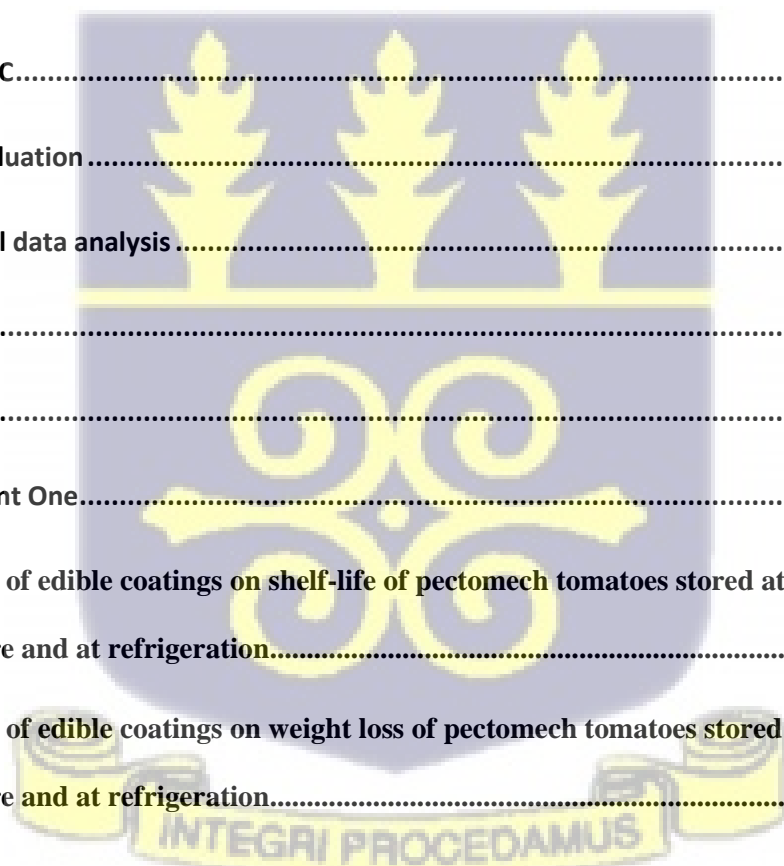 C..........................................................................................
luation....................................................................................
l data analysis.........................................................................
..........................................................................................
..........................................................................................
nt One....................................................................................
of edible coatings on shelf-life of pectomech tomatoes stored at
re and at refrigeration............................................................
of edible coatings on weight loss of pectomech tomatoes stored
re and at refrigeration............................................................
INTEGRI PROCEDAMUS